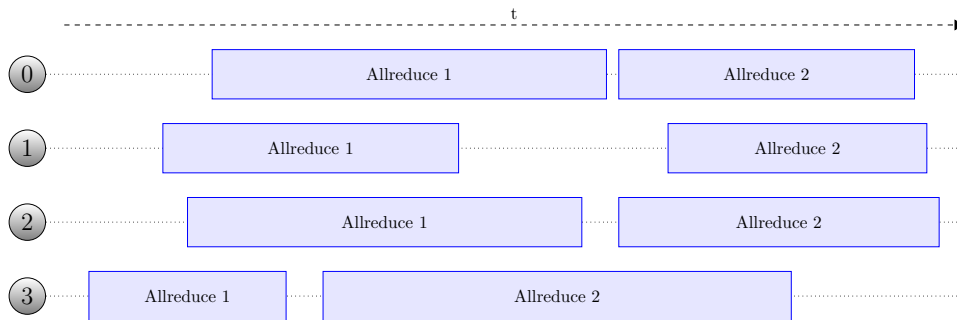 t
0 Allreduce 1 Allreduce 2
1 Allreduce 1 Allreduce 2
2 Allreduce 1 Allreduce 2
3 Allreduce 1 Allreduce 2